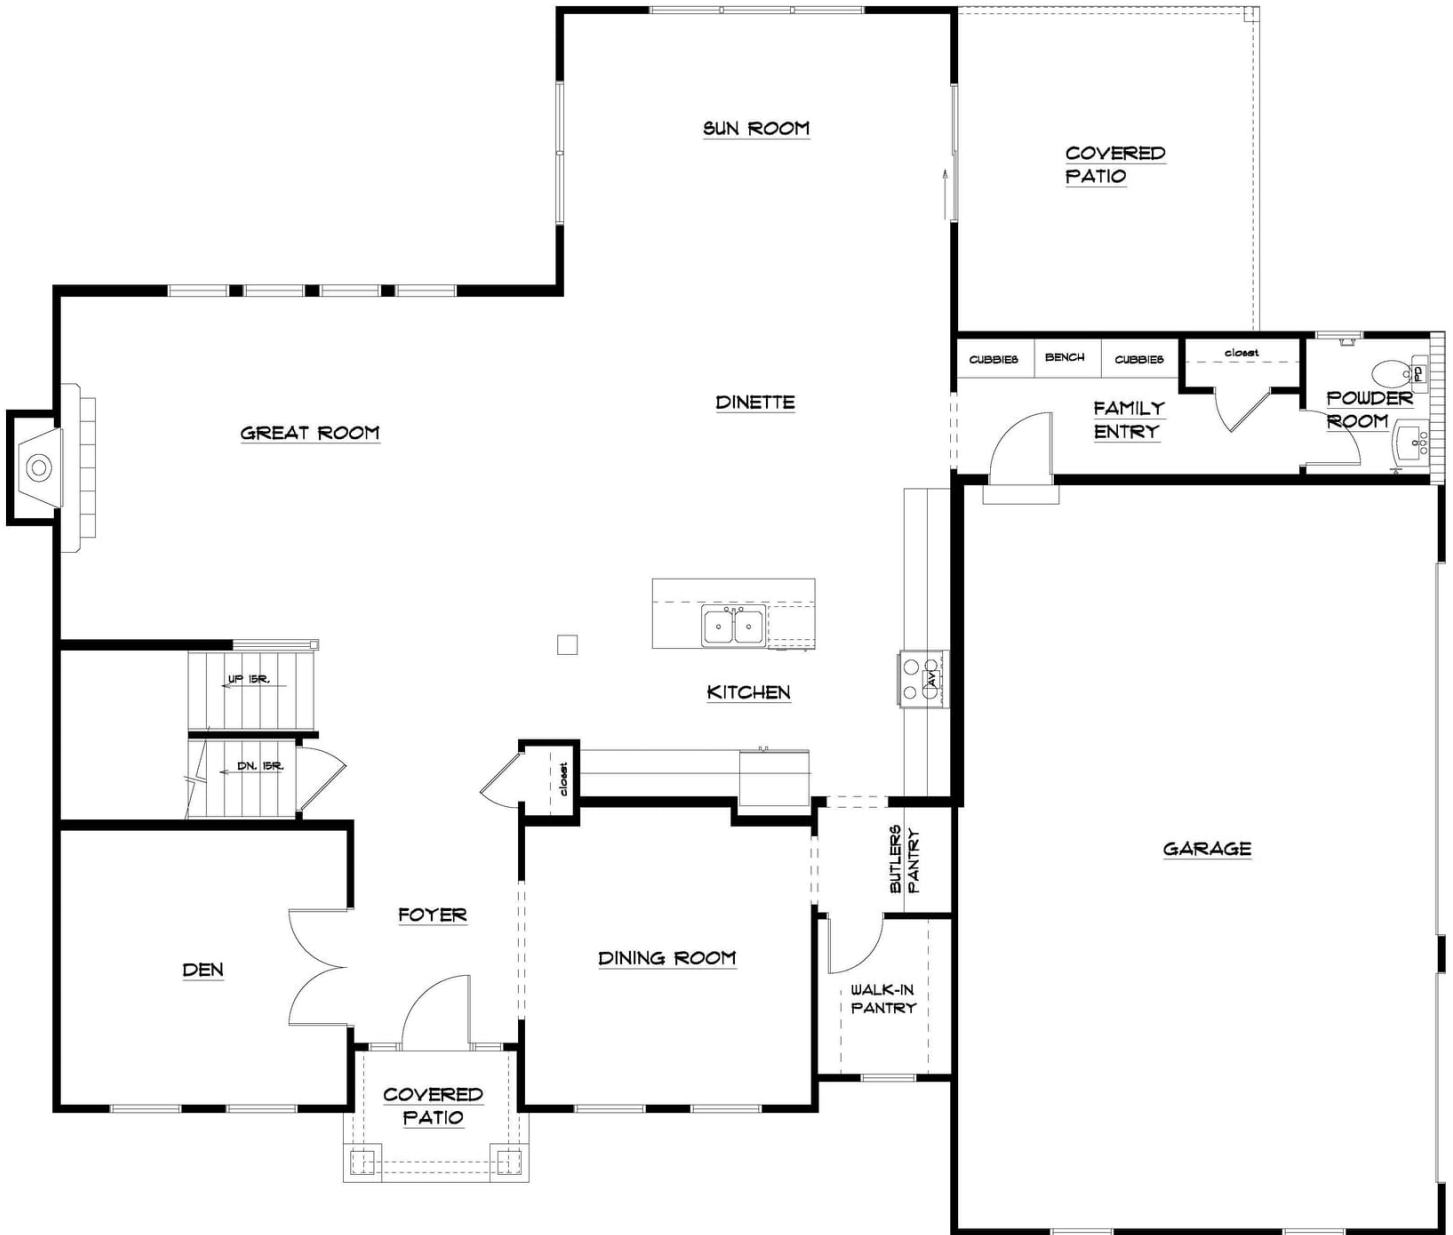 SUN ROOM
COVERED
PATIO
CUBBIES
BENCH
CUBBIES
closet
PD
POWDER
ROOM
FAMILY
ENTRY
DINETTE
GREAT ROOM
KITCHEN
UP 15R.
DN. 15R.
closet
BUTLERS
PANTRY
GARAGE
FOYER
DEN
DINING ROOM
WALK-IN
PANTRY
COVERED
PATIO